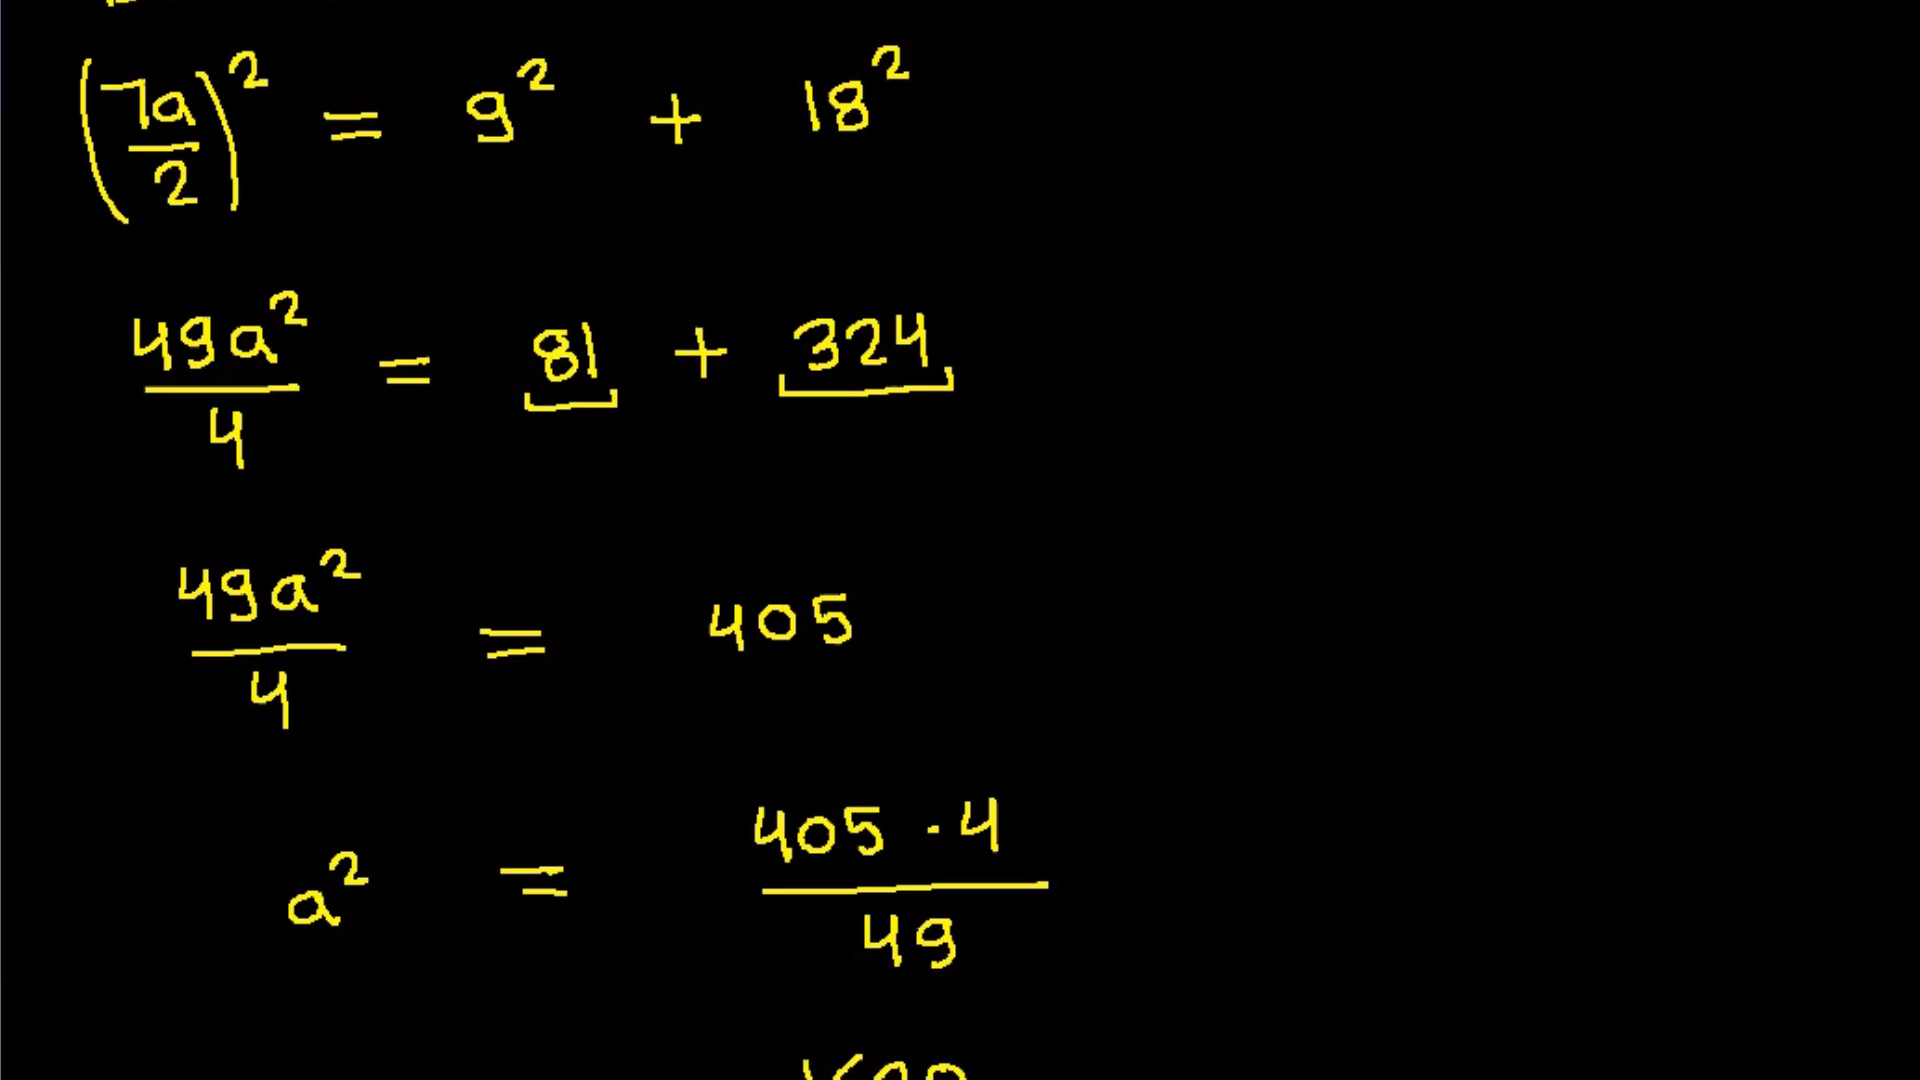 (7a/2)² = 9² + 18²
49a²/4 = 81 + 324
49a²/4 = 405
a² = 405 · 4/49